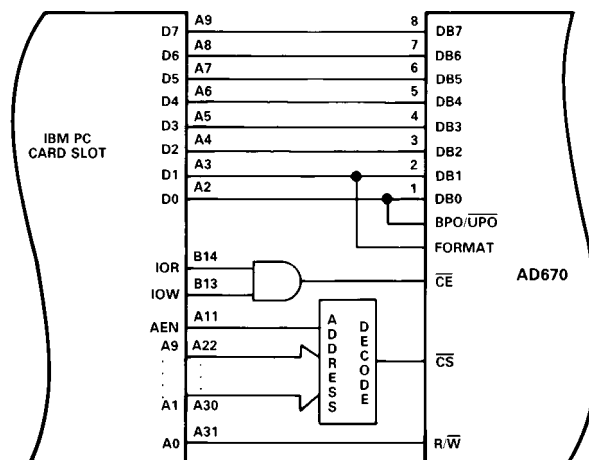 D7 A9 8 DB7
D6 A8 7 DB6
D5 A7 6 DB5
D4 A6 5 DB4
D3 A5 4 DB3
D2 A4 3 DB2
D1 A3 2 DB1
D0 A2 1 DB0
IBM PC
CARD SLOT
BPO/UPO
FORMAT
IOR B14
IOW B13
CE
AD670
AEN A11
A9 A22
A1 A30
ADDRESS
DECODE
CS
A0 A31
R/W